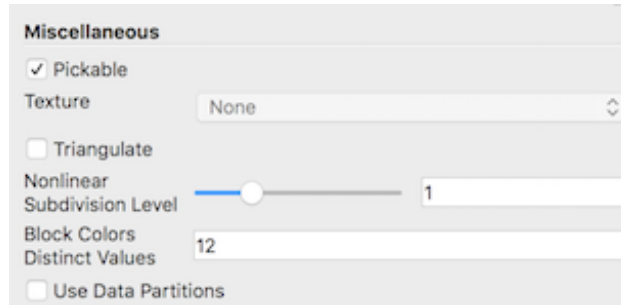 Miscellaneous
Pickable
Texture None
Triangulate
Nonlinear
Subdivision Level 1
Block Colors
Distinct Values 12
Use Data Partitions